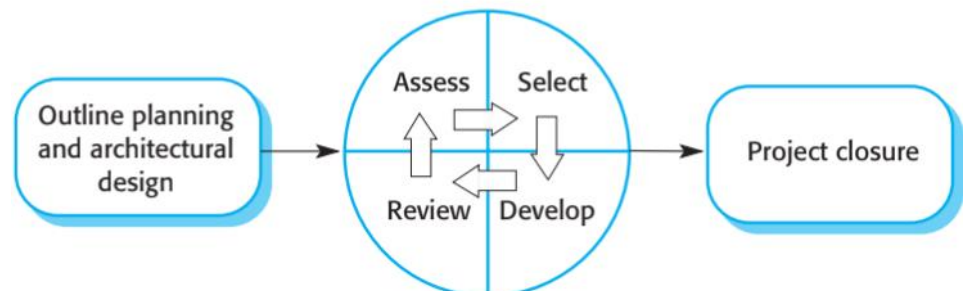 Outline planning
and architectural
design
Assess
Select
Review
Develop
Project closure